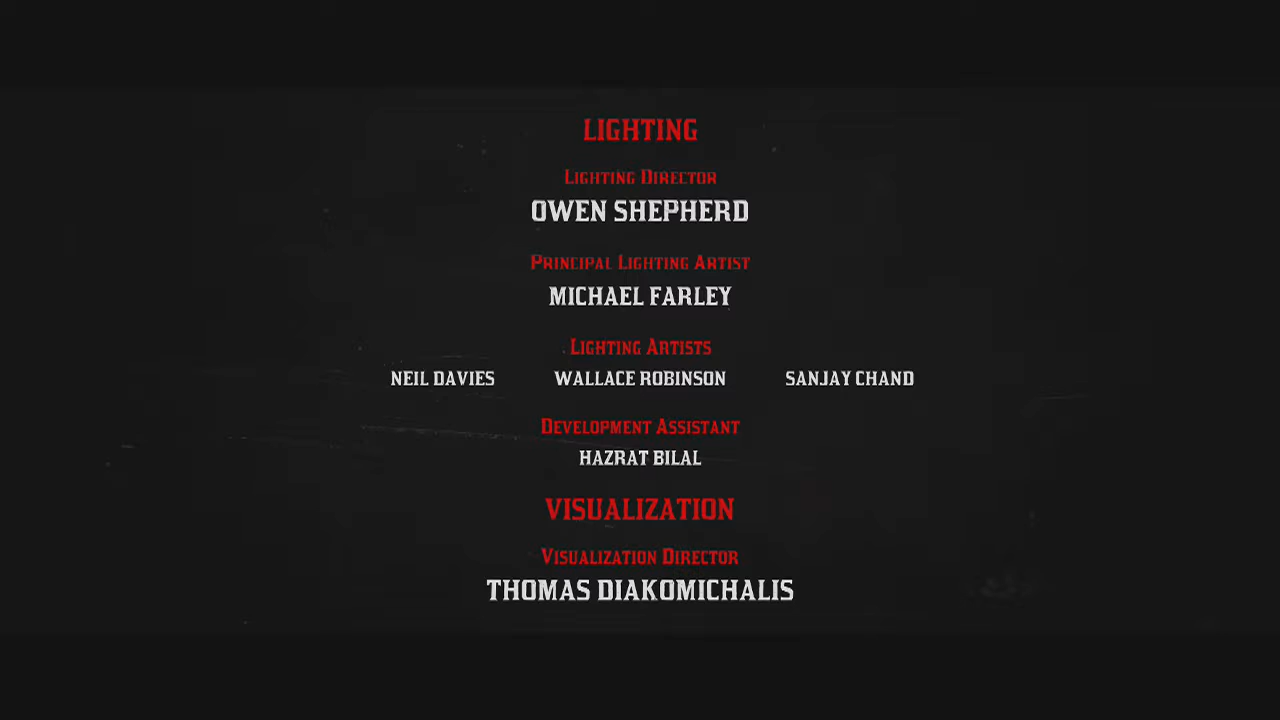 LIGHTING
LIGHTING DIRECTOR
OWEN SHEPHERD
PRINCIPAL LIGHTING ARTIST
MICHAEL FARLEY
LIGHTING ARTISTS
NEIL DAVIES WALLACE ROBINSON SANJAY CHAND
DEVELOPMENT ASSISTANT
HAZRAT BILAL
VISUALIZATION
VISUALIZATION DIRECTOR
THOMAS DIAKOMICHALIS